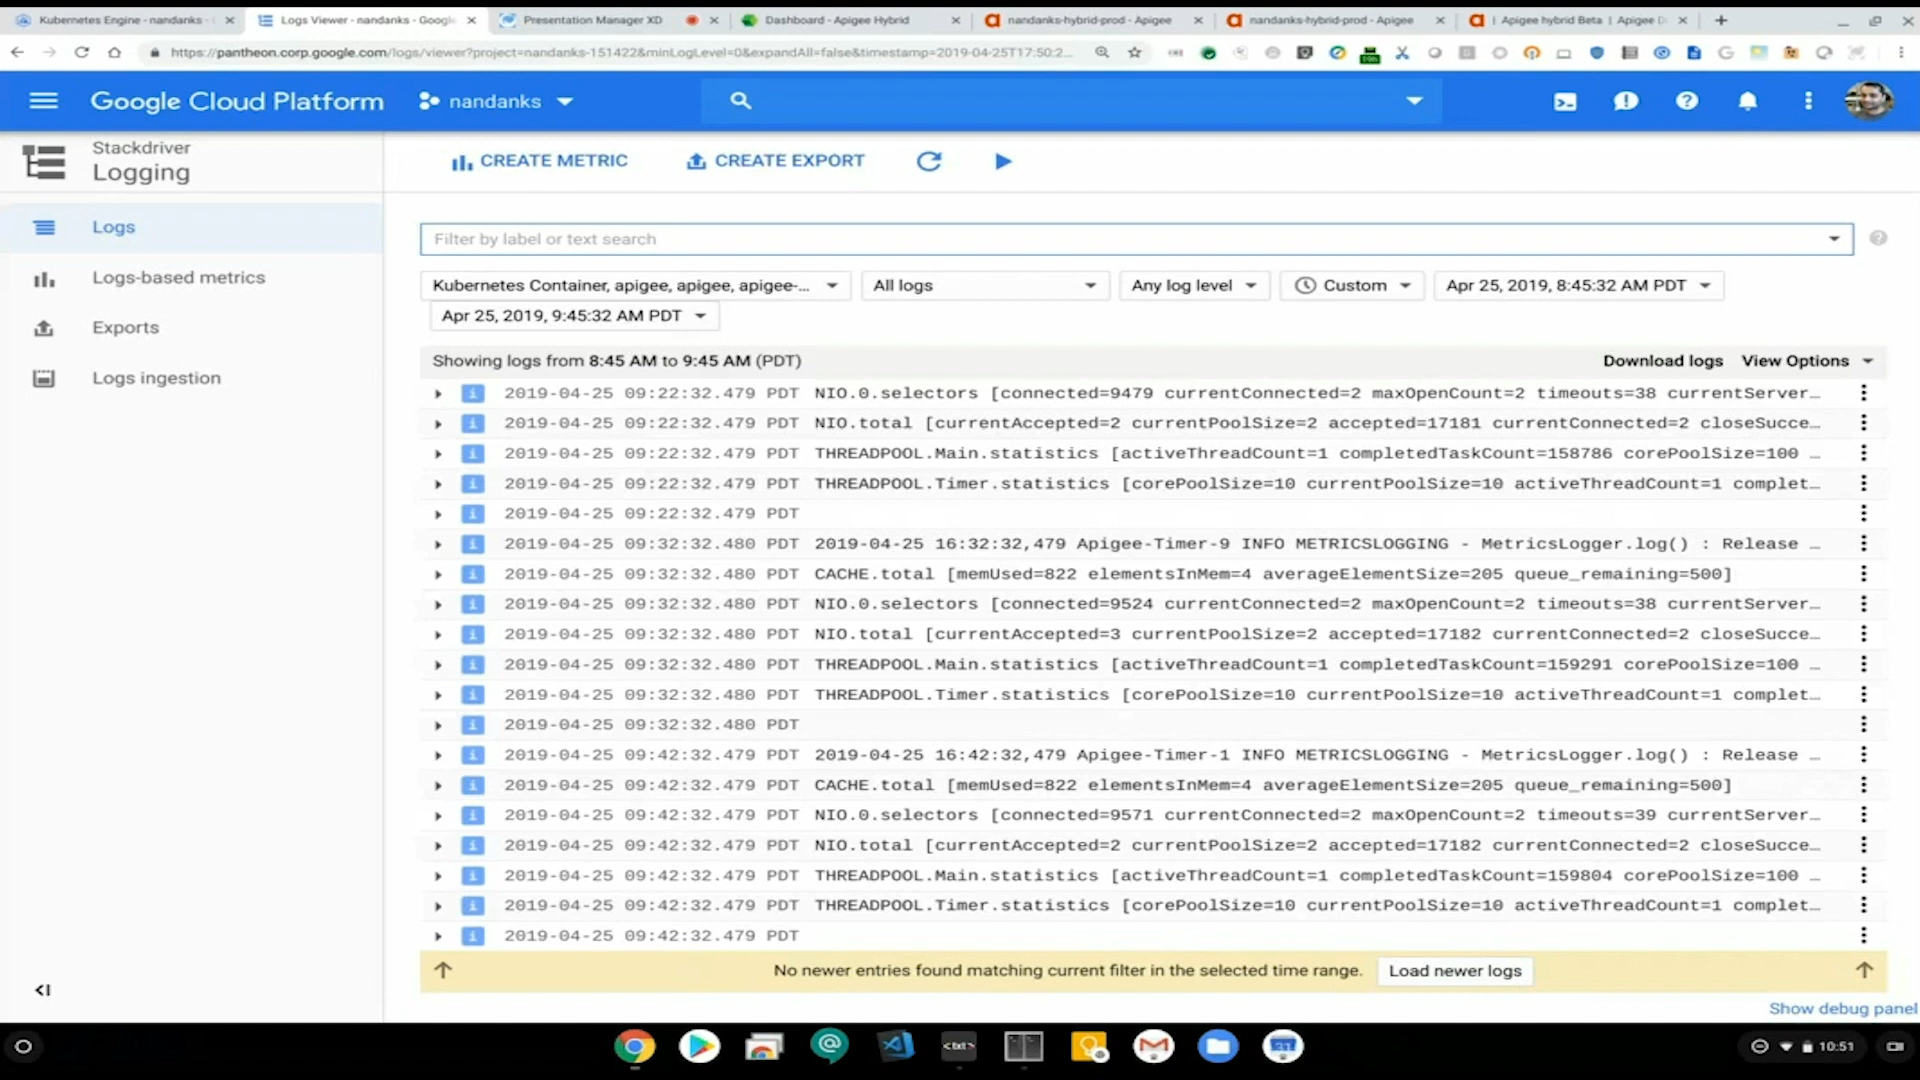 Kubernetes Engine - nandanks -
Logs Viewer - nandanks - Google
Presentation Manager XD
Dashboard - Apigee Hybrid
nandanks-hybrid-prod - Apigee
nandanks-hybrid-prod - Apigee
| Apigee hybrid Beta | Apigee D
https://pantheon.corp.google.com/logs/viewer?project=nandanks-151422&minLogLevel=0&expandAll=false&timestamp=2019-04-25T17:50:2...
Google Cloud Platform
nandanks
Stackdriver
Logging
CREATE METRIC
CREATE EXPORT
Logs
Logs-based metrics
Exports
Logs ingestion
Filter by label or text search
Kubernetes Container, apigee, apigee, apigee-...
All logs
Any log level
Custom
Apr 25, 2019, 8:45:32 AM PDT
Apr 25, 2019, 9:45:32 AM PDT
Showing logs from 8:45 AM to 9:45 AM (PDT)
Download logs
View Options
2019-04-25 09:22:32.479 PDT NIO.0.selectors [connected=9479 currentConnected=2 maxOpenCount=2 timeouts=38 currentServer…
2019-04-25 09:22:32.479 PDT NIO.total [currentAccepted=2 currentPoolSize=2 accepted=17181 currentConnected=2 closeSucce…
2019-04-25 09:22:32.479 PDT THREADPOOL.Main.statistics [activeThreadCount=1 completedTaskCount=158786 corePoolSize=100 …
2019-04-25 09:22:32.479 PDT THREADPOOL.Timer.statistics [corePoolSize=10 currentPoolSize=10 activeThreadCount=1 complet…
2019-04-25 09:22:32.479 PDT
2019-04-25 09:32:32.480 PDT 2019-04-25 16:32:32,479 Apigee-Timer-9 INFO METRICSLOGGING - MetricsLogger.log() : Release …
2019-04-25 09:32:32.480 PDT CACHE.total [memUsed=822 elementsInMem=4 averageElementSize=205 queue_remaining=500]
2019-04-25 09:32:32.480 PDT NIO.0.selectors [connected=9524 currentConnected=2 maxOpenCount=2 timeouts=38 currentServer…
2019-04-25 09:32:32.480 PDT NIO.total [currentAccepted=3 currentPoolSize=2 accepted=17182 currentConnected=2 closeSucce…
2019-04-25 09:32:32.480 PDT THREADPOOL.Main.statistics [activeThreadCount=1 completedTaskCount=159291 corePoolSize=100 …
2019-04-25 09:32:32.480 PDT THREADPOOL.Timer.statistics [corePoolSize=10 currentPoolSize=10 activeThreadCount=1 complet…
2019-04-25 09:32:32.480 PDT
2019-04-25 09:42:32.479 PDT 2019-04-25 16:42:32,479 Apigee-Timer-1 INFO METRICSLOGGING - MetricsLogger.log() : Release …
2019-04-25 09:42:32.479 PDT CACHE.total [memUsed=822 elementsInMem=4 averageElementSize=205 queue_remaining=500]
2019-04-25 09:42:32.479 PDT NIO.0.selectors [connected=9571 currentConnected=2 maxOpenCount=2 timeouts=39 currentServer…
2019-04-25 09:42:32.479 PDT NIO.total [currentAccepted=2 currentPoolSize=2 accepted=17182 currentConnected=2 closeSucce…
2019-04-25 09:42:32.479 PDT THREADPOOL.Main.statistics [activeThreadCount=1 completedTaskCount=159804 corePoolSize=100 …
2019-04-25 09:42:32.479 PDT THREADPOOL.Timer.statistics [corePoolSize=10 currentPoolSize=10 activeThreadCount=1 complet…
2019-04-25 09:42:32.479 PDT
No newer entries found matching current filter in the selected time range.
Load newer logs
Show debug panel
<txt>
31
10:51